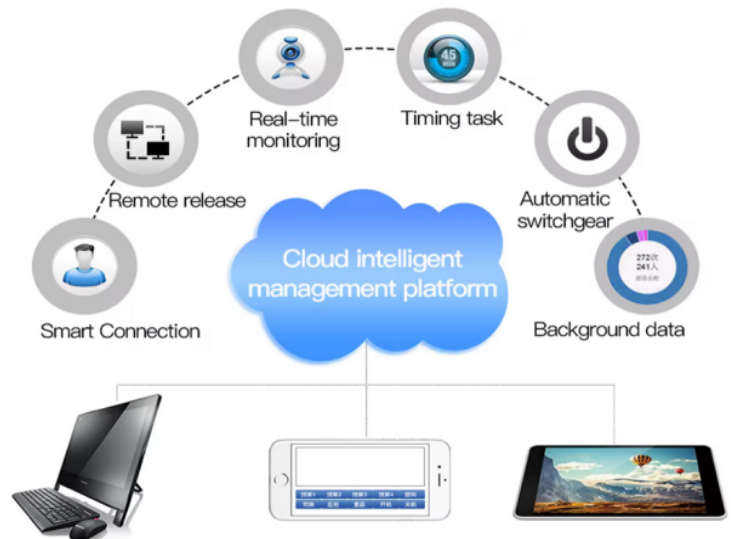 45
Real-time
monitoring
Timing task
Remote release
Automatic
switchgear
Cloud intelligent
management platform
272次
241人
Smart Connection
Background data